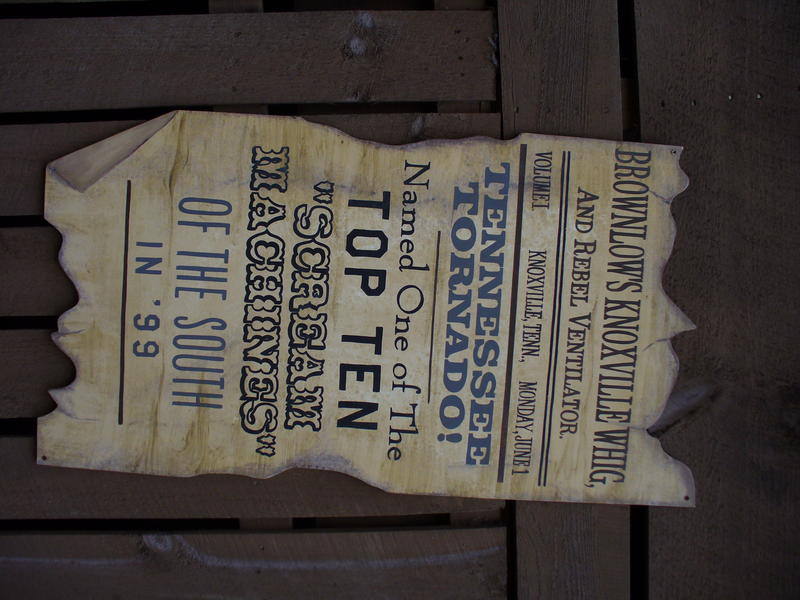 BROWNLOW'S KNOXVILLE WHIG,
AND REBEL VENTILATOR.
VOLUME 1 KNOXVILLE, TENN., MONDAY, JUNE 1
TENNESSEE
TORNADO!
Named One of The
TOP TEN
"SCREAM
MACHINES"
OF THE SOUTH
IN '99